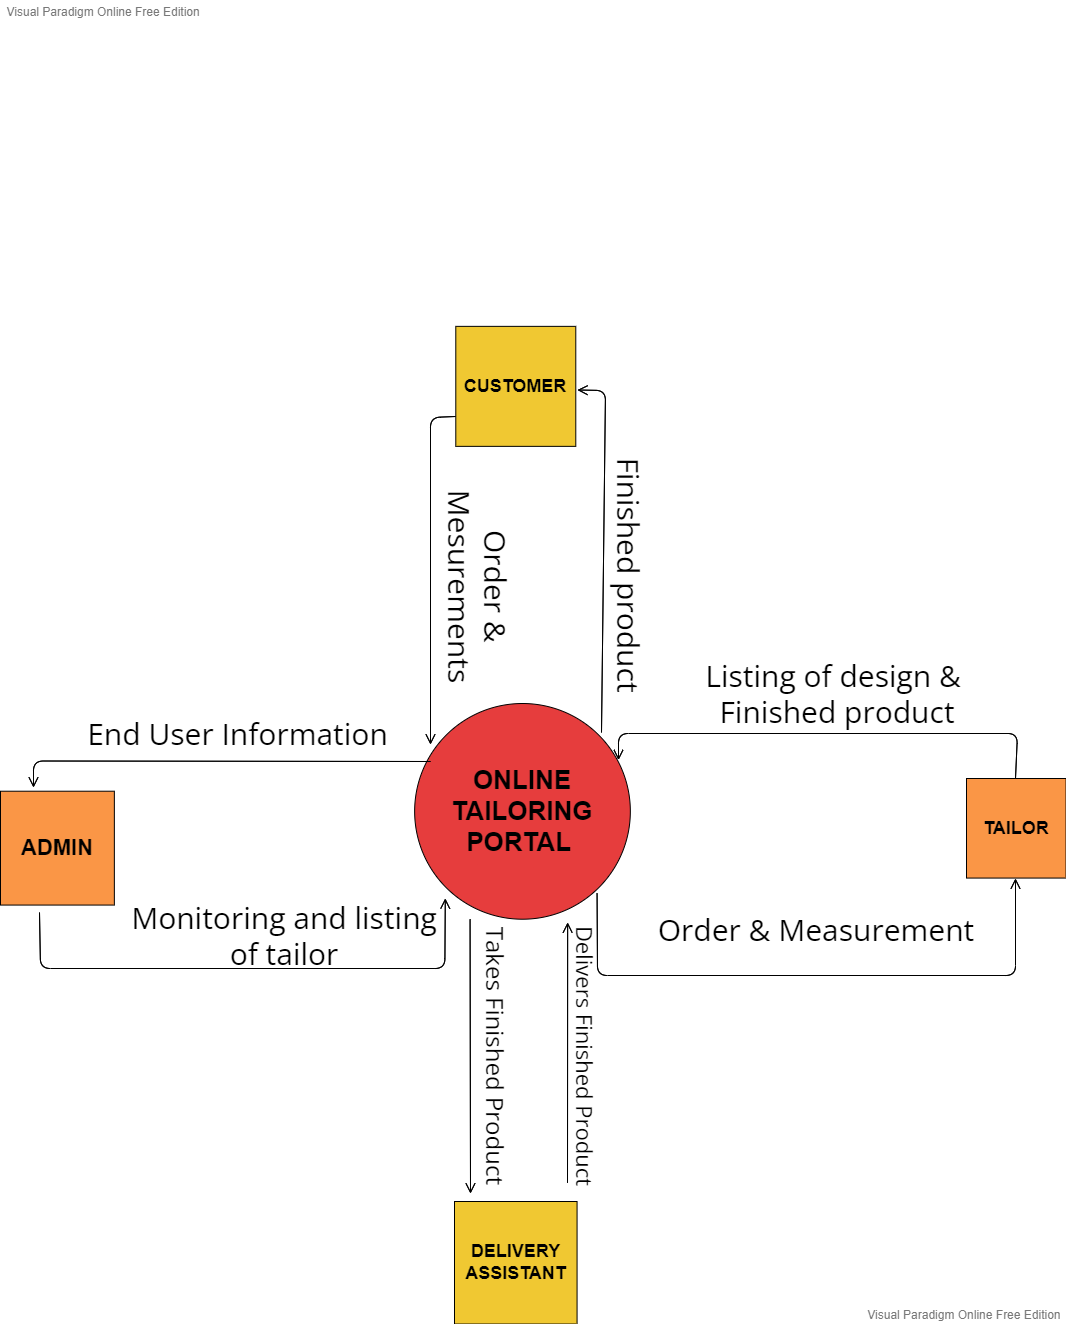 Visual Paradigm Online Free Edition
CUSTOMER
Order &
Mesurements
Finished product
Listing of design &
Finished product
End User Information
ONLINE
TAILORING
PORTAL
ADMIN
TAILOR
Monitoring and listing
of tailor
Order & Measurement
Takes Finished Product
Delivers Finished Product
DELIVERY
ASSISTANT
Visual Paradigm Online Free Edition